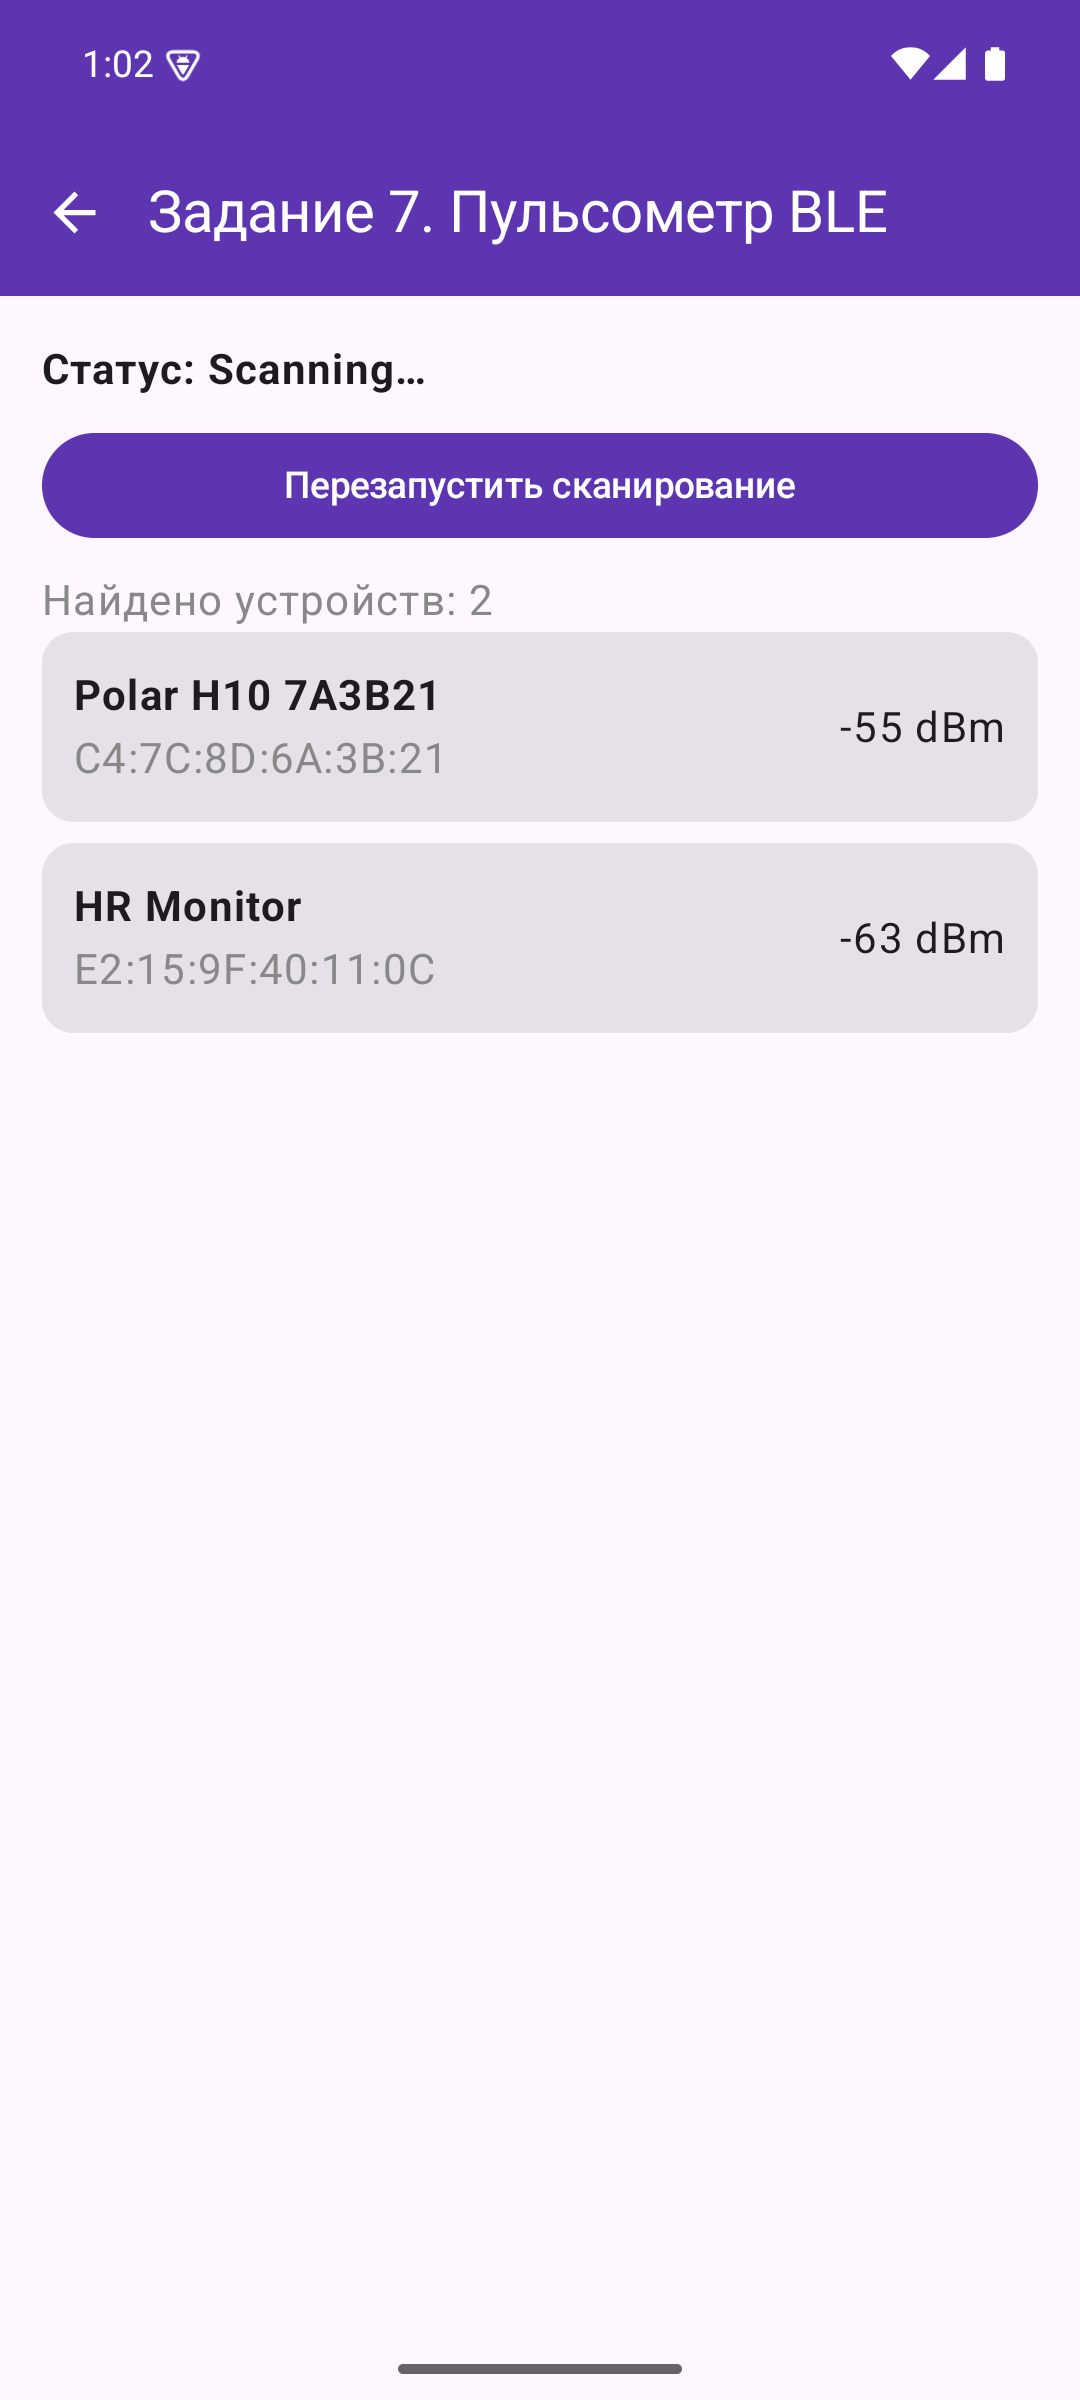 1:02
Задание 7. Пульсометр BLE
Статус: Scanning...
Перезапустить сканирование
Найдено устройств: 2
Polar H10 7A3B21
C4:7C:8D:6A:3B:21
-55 dBm
HR Monitor
E2:15:9F:40:11:0C
-63 dBm